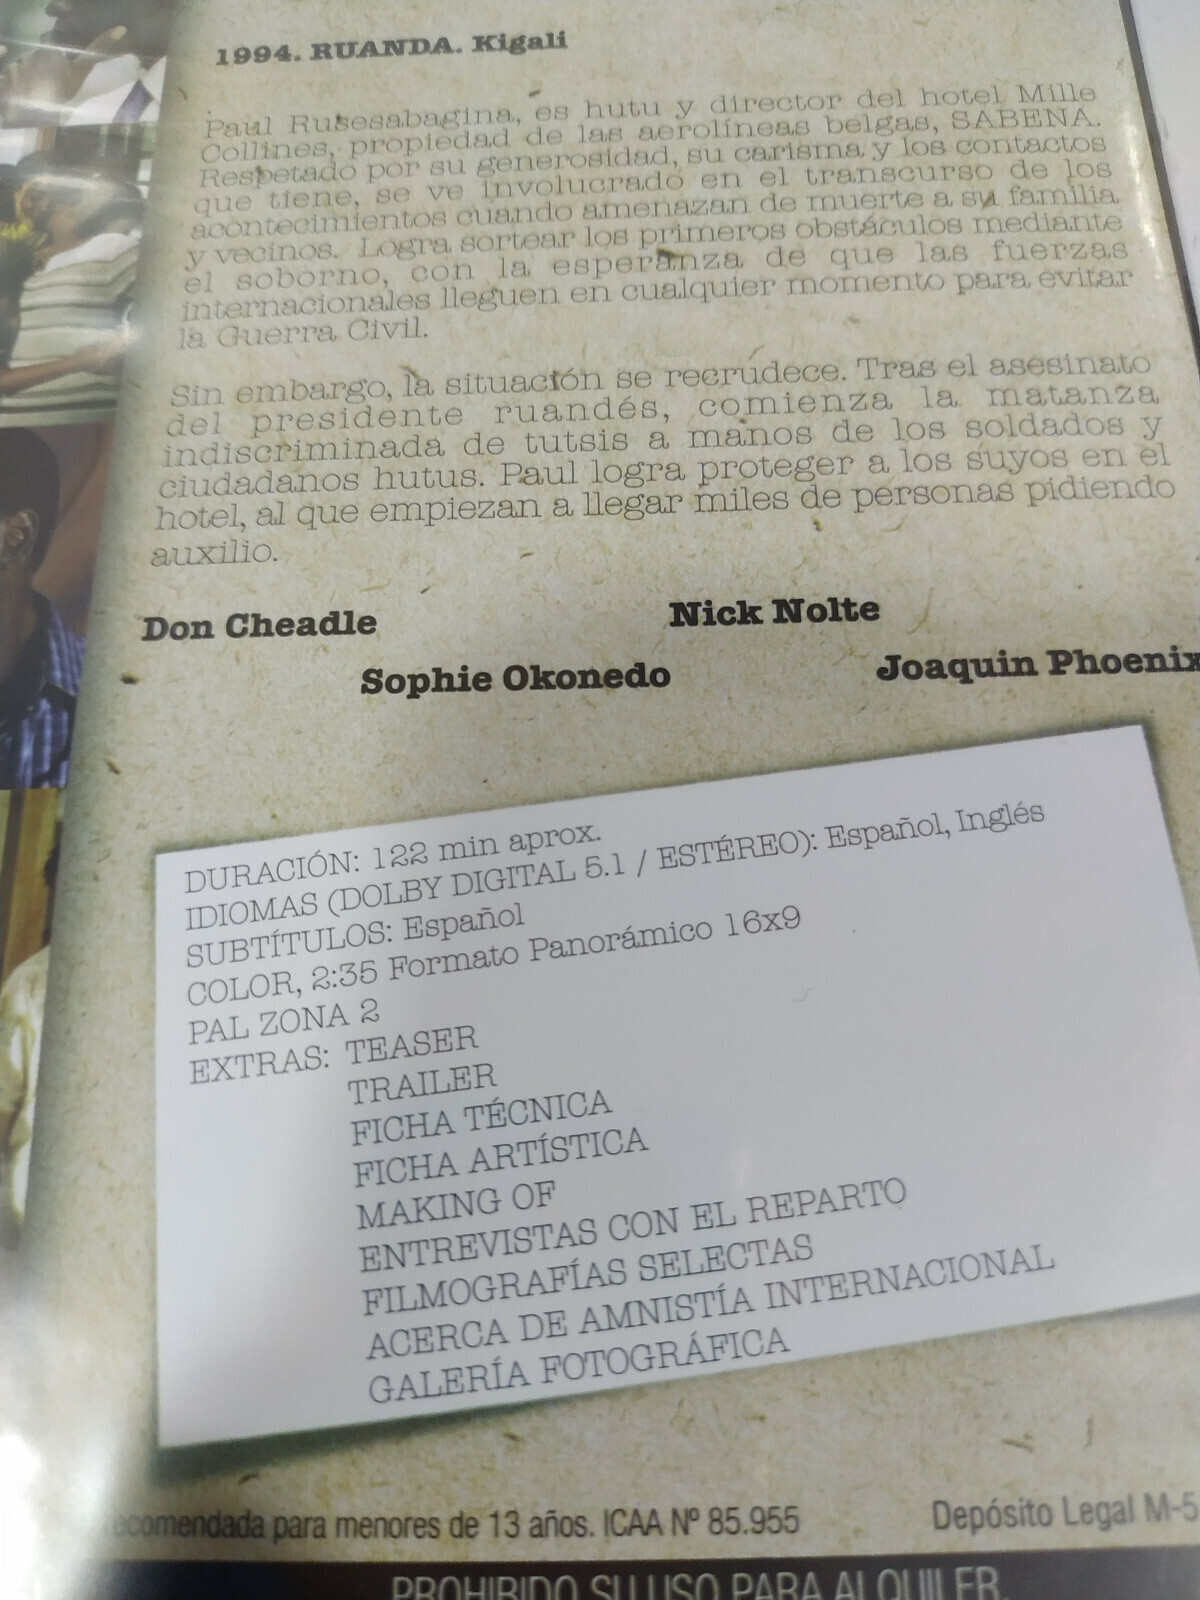 1994. RUANDA. Kigali
Paul Rusesabagina, es hutu y director del hotel Mille
Collines, propiedad de las aerolíneas belgas, SABENA.
Respetado por su generosidad, su carisma y los contactos
que tiene, se ve involucrado en el transcurso de los
acontecimientos cuando amenazan de muerte a su familia
y vecinos. Logra sortear los primeros obstáculos mediante
el soborno, con la esperanza de que las fuerzas
internacionales lleguen en cualquier momento para evitar
la Guerra Civil.
Sin embargo, la situación se recrudece. Tras el asesinato
del presidente ruandés, comienza la matanza
indiscriminada de tutsis a manos de los soldados y
ciudadanos hutus. Paul logra proteger a los suyos en el
hotel, al que empiezan a llegar miles de personas pidiendo
auxilio.
Don Cheadle
Nick Nolte
Sophie Okonedo
Joaquin Phoenix
DURACIÓN: 122 min aprox.
IDIOMAS (DOLBY DIGITAL 5.1 / ESTÉREO): Español, Inglés
SUBTÍTULOS: Español
COLOR, 2:35 Formato Panorámico 16x9
PAL ZONA 2
EXTRAS: TEASER
TRAILER
FICHA TÉCNICA
FICHA ARTÍSTICA
MAKING OF
ENTREVISTAS CON EL REPARTO
FILMOGRAFÍAS SELECTAS
ACERCA DE AMNISTÍA INTERNACIONAL
GALERÍA FOTOGRÁFICA
ecomendada para menores de 13 años. ICAA Nº 85.955
Depósito Legal M-5
PROHIBIDO SU USO PARA ALQUILER.